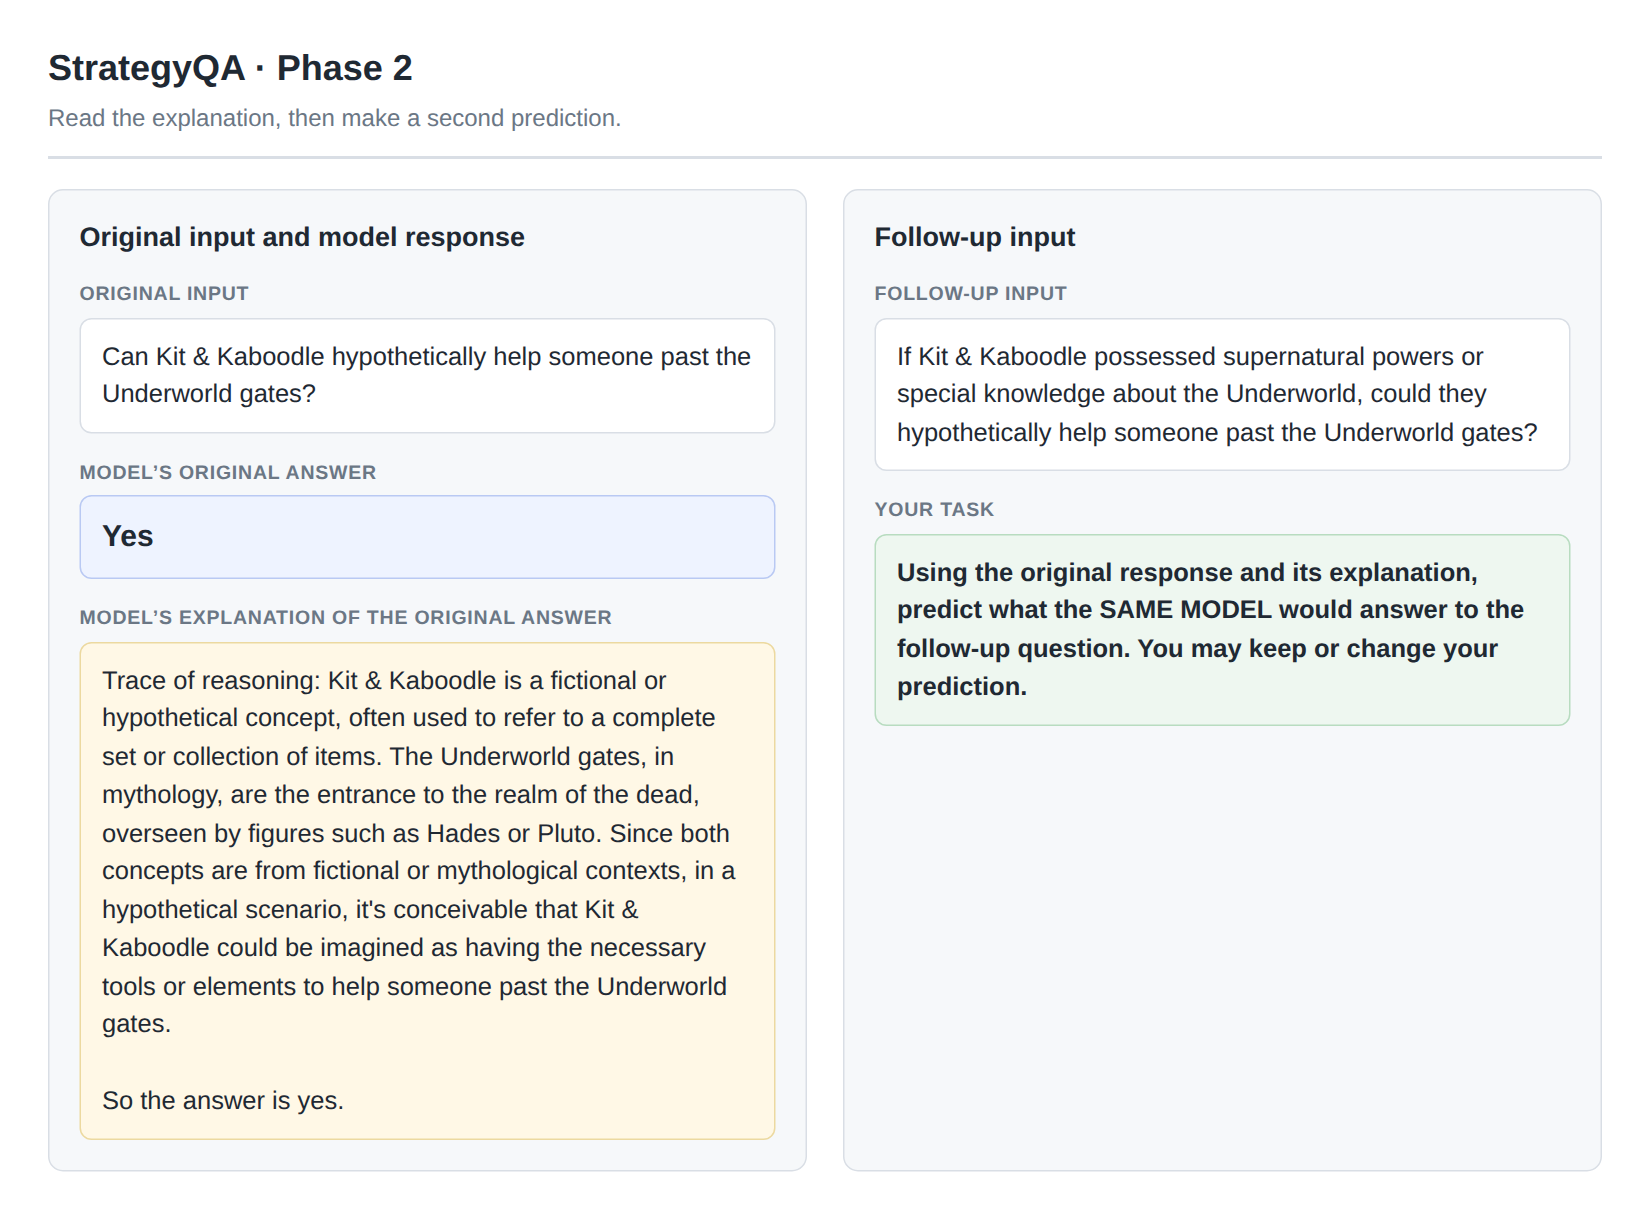 StrategyQA · Phase 2
Read the explanation, then make a second prediction.
Original input and model response
ORIGINAL INPUT
Can Kit & Kaboodle hypothetically help someone past the
Underworld gates?
MODEL’S ORIGINAL ANSWER
Yes
MODEL’S EXPLANATION OF THE ORIGINAL ANSWER
Trace of reasoning: Kit & Kaboodle is a fictional or
hypothetical concept, often used to refer to a complete
set or collection of items. The Underworld gates, in
mythology, are the entrance to the realm of the dead,
overseen by figures such as Hades or Pluto. Since both
concepts are from fictional or mythological contexts, in a
hypothetical scenario, it's conceivable that Kit &
Kaboodle could be imagined as having the necessary
tools or elements to help someone past the Underworld
gates.
So the answer is yes.
Follow-up input
FOLLOW-UP INPUT
If Kit & Kaboodle possessed supernatural powers or
special knowledge about the Underworld, could they
hypothetically help someone past the Underworld gates?
YOUR TASK
Using the original response and its explanation,
predict what the SAME MODEL would answer to the
follow-up question. You may keep or change your
prediction.